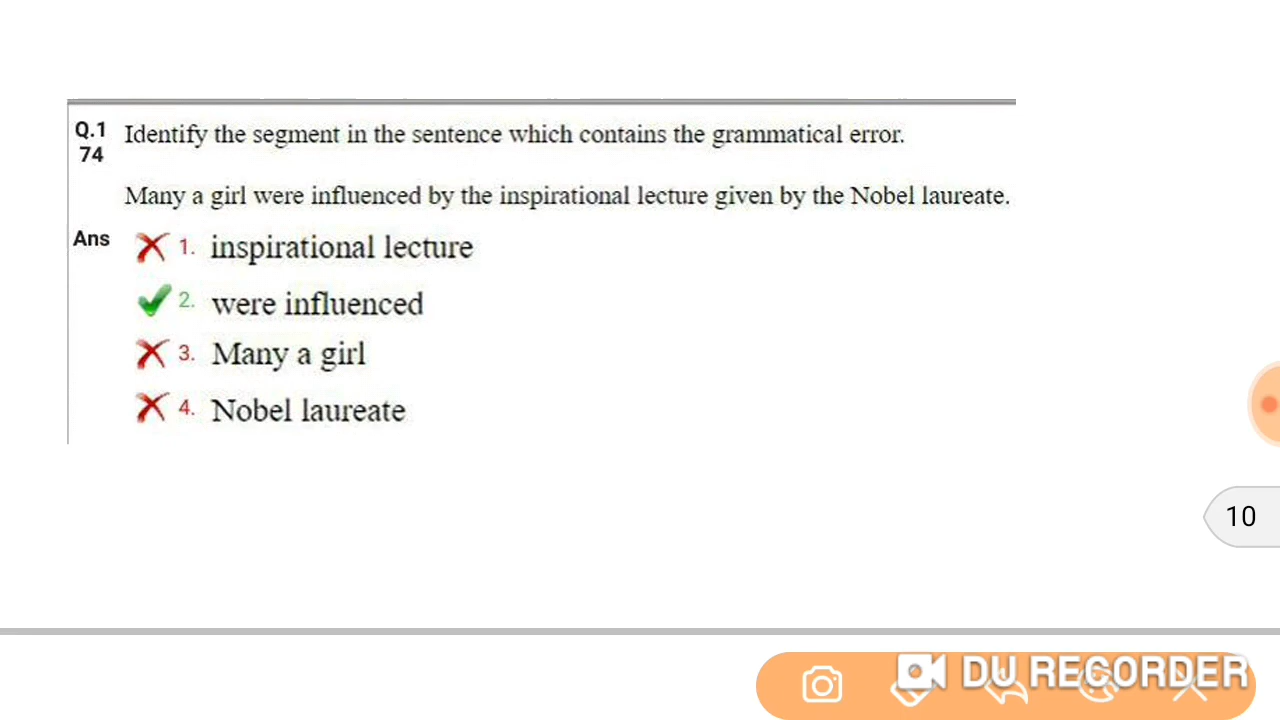 Q.1 Identify the segment in the sentence which contains the grammatical error.
74
Many a girl were influenced by the inspirational lecture given by the Nobel laureate.
Ans 1. inspirational lecture
2. were influenced
3. Many a girl
4. Nobel laureate
10
DU RECORDER